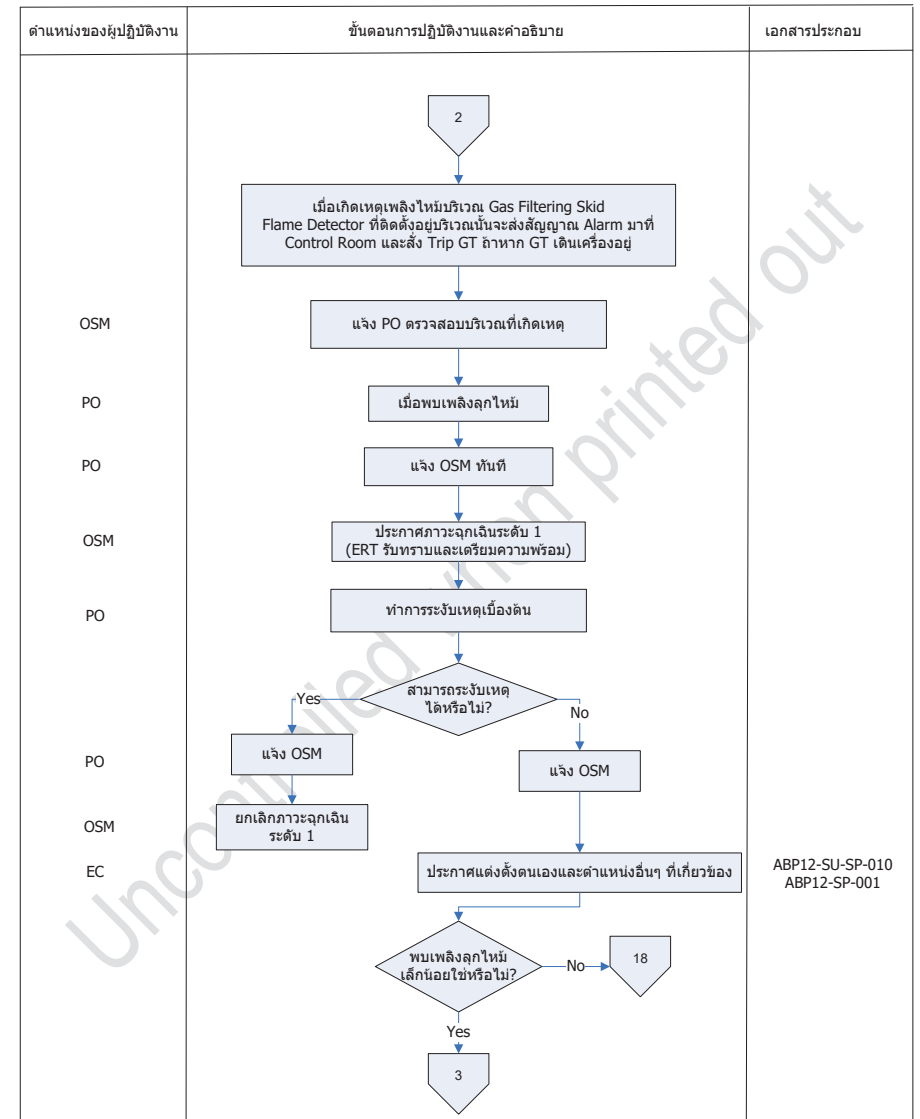 ตำแหน่งของผู้ปฏิบัติงาน
ขั้นตอนการปฏิบัติงานและคำอธิบาย
เอกสารประกอบ
2
เมื่อเกิดเหตุเพลิงไหม้บริเวณ Gas Filtering Skid
Flame Detector ที่ติดตั้งอยู่บริเวณนั้นจะส่งสัญญาณ Alarm มาที่
Control Room และสั่ง Trip GT ถ้าหาก GT เดินเครื่องอยู่
OSM
แจ้ง PO ตรวจสอบบริเวณที่เกิดเหตุ
PO
เมื่อพบเพลิงลุกไหม้
PO
แจ้ง OSM ทันที
OSM
ประกาศภาวะฉุกเฉินระดับ 1
(ERT รับทราบและเตรียมความพร้อม)
PO
ทำการระงับเหตุเบื้องต้น
สามารถระงับเหตุ
ได้หรือไม่?
Yes
No
PO
แจ้ง OSM
แจ้ง OSM
OSM
ยกเลิกภาวะฉุกเฉิน
ระดับ 1
EC
ประกาศแต่งตั้งตนเองและตำแหน่งอื่นๆ ที่เกี่ยวข้อง
ABP12-SU-SP-010
ABP12-SP-001
พบเพลิงลุกไหม้
เล็กน้อยใช่หรือไม่?
No
18
Yes
3
Uncontrolled when printed out